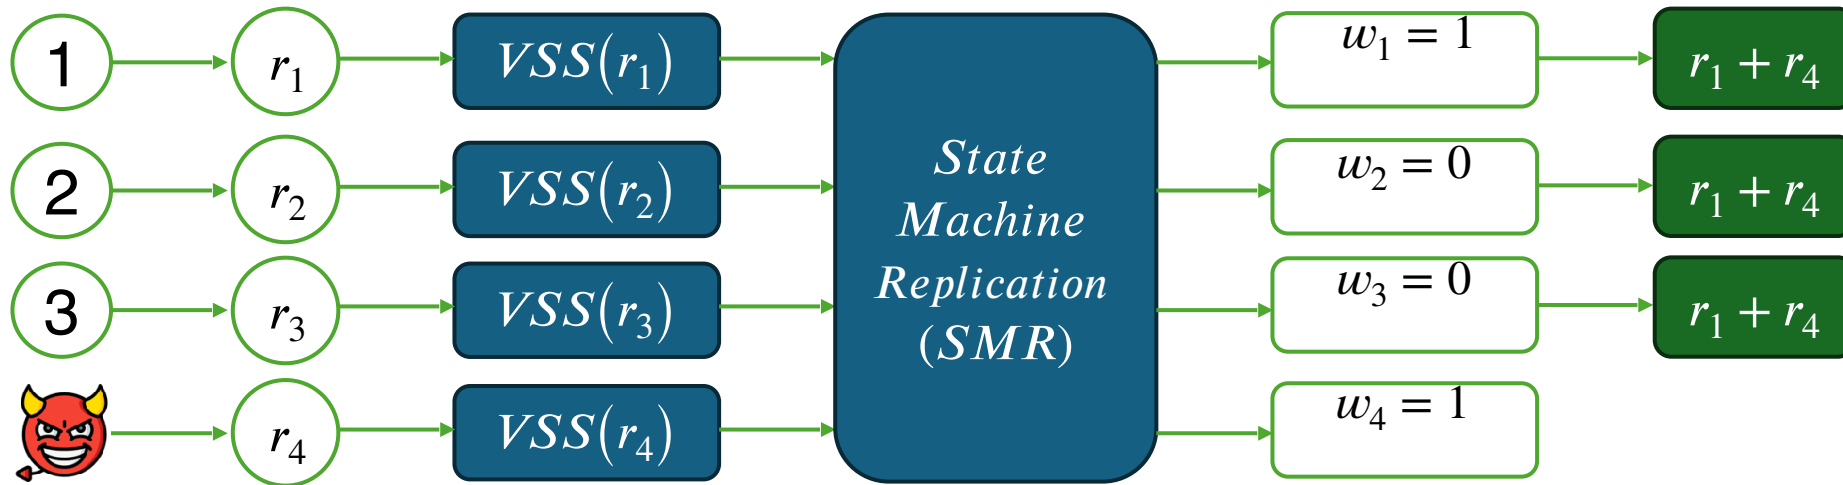 1 r₁ VSS(r₁) w₁ = 1 r₁ + r₄
2 r₂ VSS(r₂) w₂ = 0 r₁ + r₄
3 r₃ VSS(r₃) w₃ = 0 r₁ + r₄
r₄ VSS(r₄) w₄ = 1
State
Machine
Replication
(SMR)